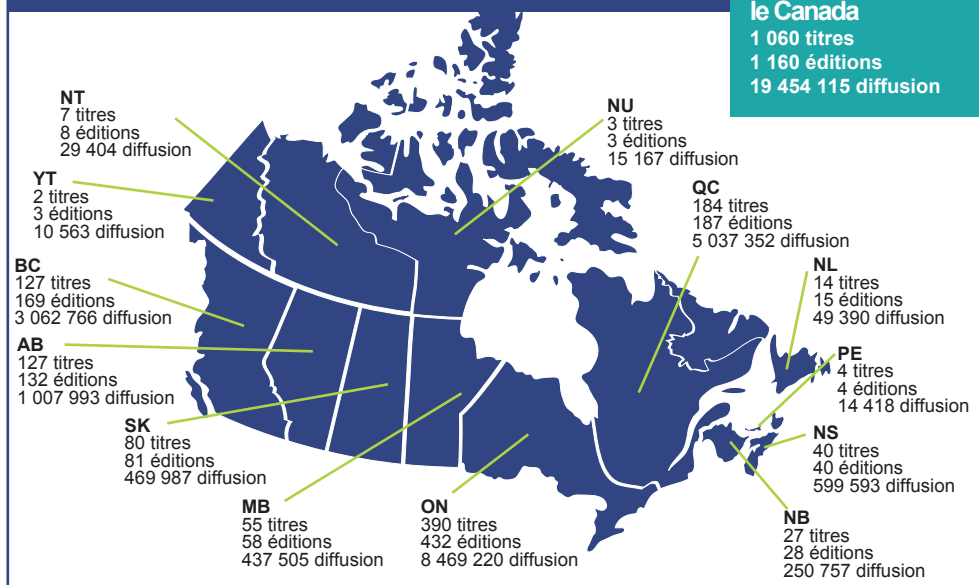 le Canada
1 060 titres
1 160 éditions
19 454 115 diffusion
NT
7 titres
8 éditions
29 404 diffusion
NU
3 titres
3 éditions
15 167 diffusion
YT
2 titres
3 éditions
10 563 diffusion
QC
184 titres
187 éditions
5 037 352 diffusion
BC
127 titres
169 éditions
3 062 766 diffusion
NL
14 titres
15 éditions
49 390 diffusion
AB
127 titres
132 éditions
1 007 993 diffusion
PE
4 titres
4 éditions
14 418 diffusion
SK
80 titres
81 éditions
469 987 diffusion
NS
40 titres
40 éditions
599 593 diffusion
MB
55 titres
58 éditions
437 505 diffusion
ON
390 titres
432 éditions
8 469 220 diffusion
NB
27 titres
28 éditions
250 757 diffusion